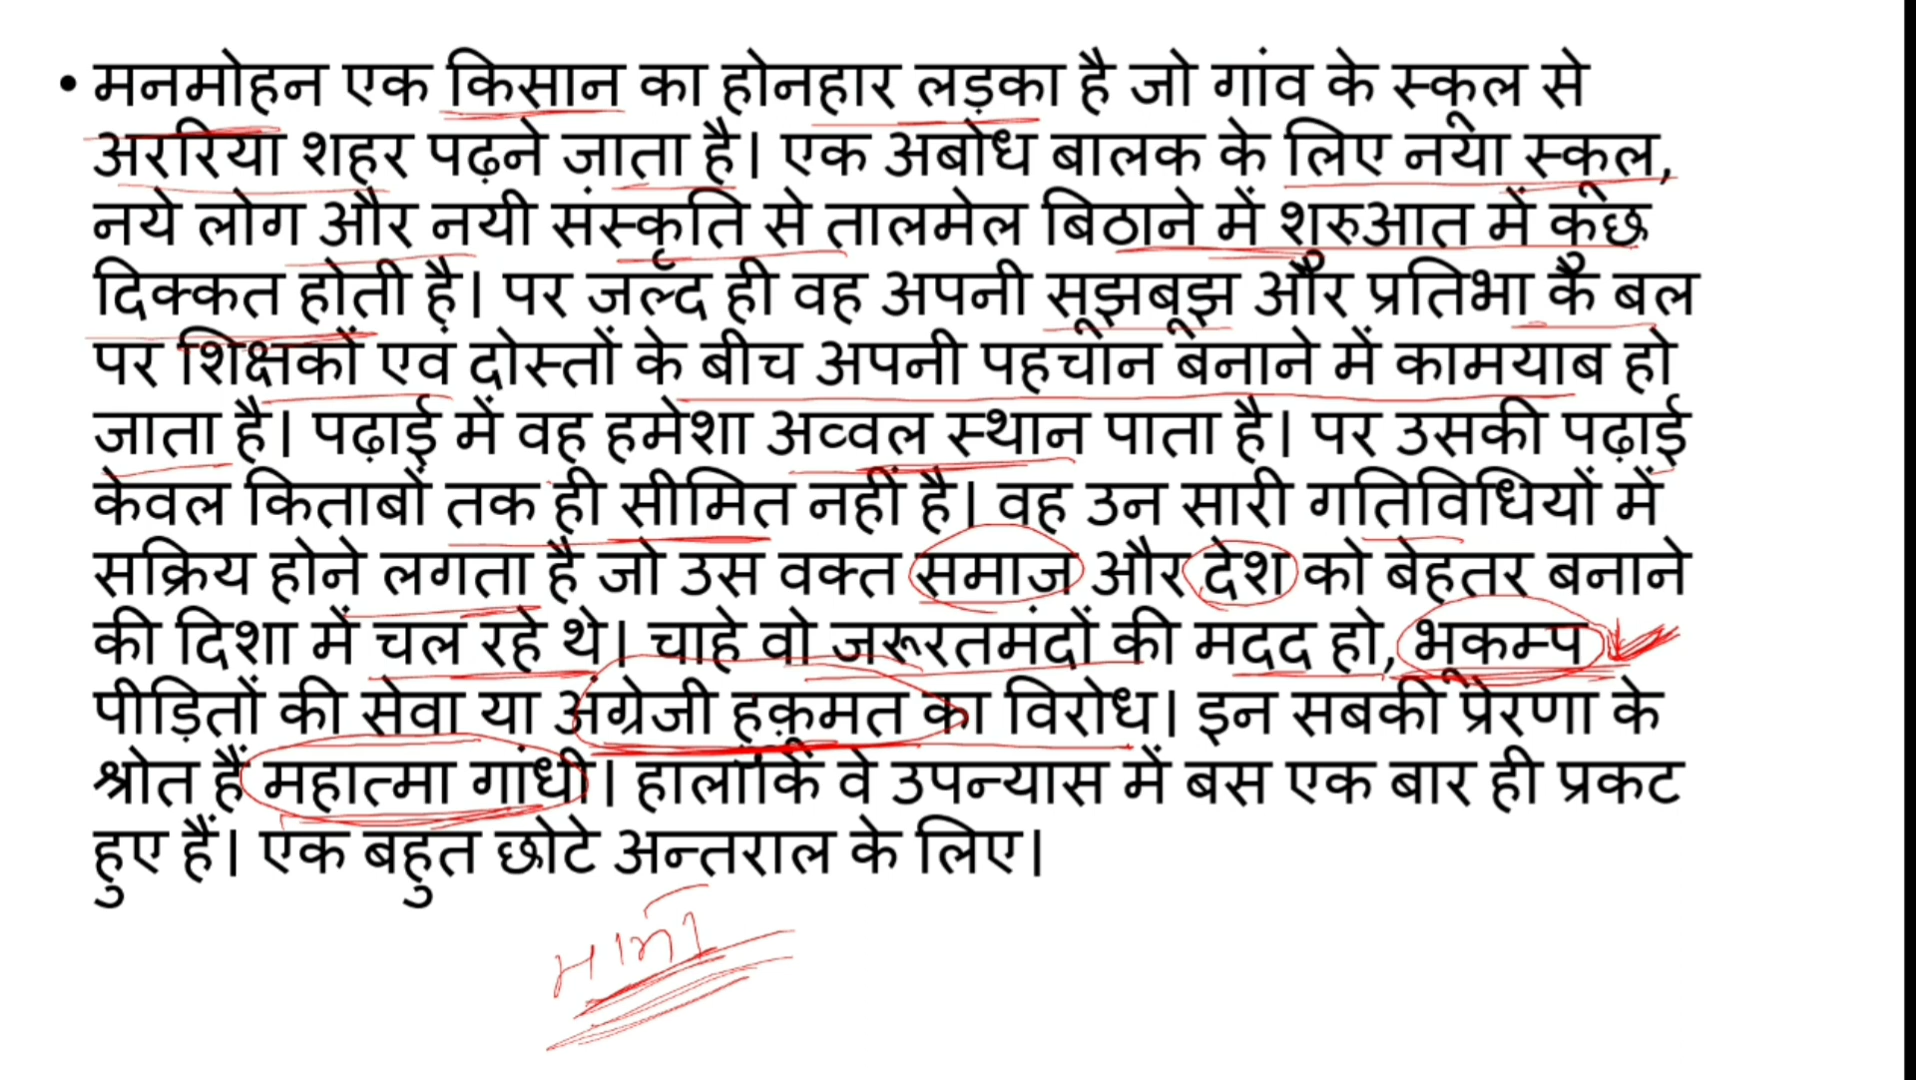 • मनमोहन एक किसान का होनहार लड़का है जो गांव के स्कूल से
अररिया शहर पढ़ने जाता है। एक अबोध बालक के लिए नया स्कूल,
नये लोग और नयी संस्कृति से तालमेल बिठाने में शुरुआत में कुछ
दिक्कत होती है। पर जल्द ही वह अपनी सूझबूझ और प्रतिभा के बल
पर शिक्षकों एवं दोस्तों के बीच अपनी पहचान बनाने में कामयाब हो
जाता है। पढ़ाई में वह हमेशा अव्वल स्थान पाता है। पर उसकी पढ़ाई
केवल किताबों तक ही सीमित नहीं है। वह उन सारी गतिविधियों में
सक्रिय होने लगता है जो उस वक्त समाज और देश को बेहतर बनाने
की दिशा में चल रहे थे। चाहे वो जरूरतमंदों की मदद हो, भूकम्प
पीड़ितों की सेवा या अंग्रेजी हुकूमत का विरोध। इन सबकी प्रेरणा के
श्रोत हैं महात्मा गांधी। हालांकि वे उपन्यास में बस एक बार ही प्रकट
हुए हैं। एक बहुत छोटे अन्तराल के लिए।